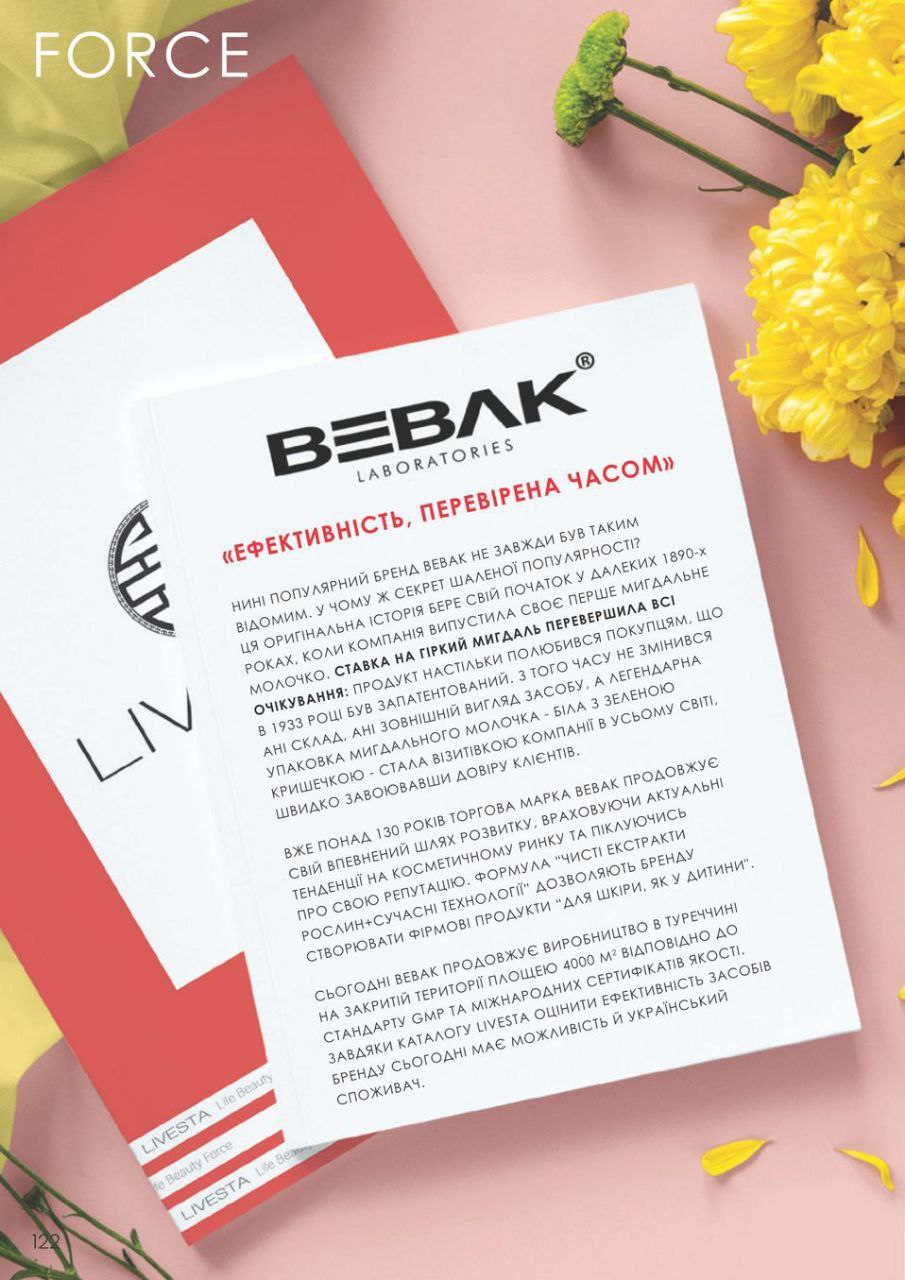 FORCE
BEBAK®
LABORATORIES
«ЕФЕКТИВНІСТЬ, ПЕРЕВІРЕНА ЧАСОМ»
НИНІ ПОПУЛЯРНИЙ БРЕНД BEBAK НЕ ЗАВЖДИ БУВ ТАКИМ
ВІДОМИМ. У ЧОМУ Ж СЕКРЕТ ШАЛЕНОЇ ПОПУЛЯРНОСТІ?
ЦЯ ОРИГІНАЛЬНА ІСТОРІЯ БЕРЕ СВІЙ ПОЧАТОК У ДАЛЕКИХ 1890-х
РОКАХ, КОЛИ КОМПАНІЯ ВИПУСТИЛА СВОЄ ПЕРШЕ МИГДАЛЬНЕ
МОЛОЧКО. СТАВКА НА ГІРКИЙ МИГДАЛЬ ПЕРЕВЕРШИЛА ВСІ
ОЧІКУВАННЯ: ПРОДУКТ НАСТІЛЬКИ ПОЛЮБИВСЯ ПОКУПЦЯМ, ЩО
В 1933 РОЦІ БУВ ЗАПАТЕНТОВАНИЙ. З ТОГО ЧАСУ НЕ ЗМІНИВСЯ
АНІ СКЛАД, АНІ ЗОВНІШНІЙ ВИГЛЯД ЗАСОБУ, А ЛЕГЕНДАРНА
УПАКОВКА МИГДАЛЬНОГО МОЛОЧКА - БІЛА З ЗЕЛЕНОЮ
КРИШЕЧКОЮ - СТАЛА ВІЗИТІВКОЮ КОМПАНІЇ В УСЬОМУ СВІТІ,
ШВИДКО ЗАВОЮВАВШИ ДОВІРУ КЛІЄНТІВ.
ВЖЕ ПОНАД 130 РОКІВ ТОРГОВА МАРКА BEBAK ПРОДОВЖУЄ
СВІЙ ВПЕВНЕНИЙ ШЛЯХ РОЗВИТКУ, ВРАХОВУЮЧИ АКТУАЛЬНІ
ТЕНДЕНЦІЇ НА КОСМЕТИЧНОМУ РИНКУ ТА ПІКЛУЮЧИСЬ
ПРО СВОЮ РЕПУТАЦІЮ. ФОРМУЛА “ЧИСТІ ЕКСТРАКТИ
РОСЛИН+СУЧАСНІ ТЕХНОЛОГІЇ” ДОЗВОЛЯЮТЬ БРЕНДУ
СТВОРЮВАТИ ФІРМОВІ ПРОДУКТИ “ДЛЯ ШКІРИ, ЯК У ДИТИНИ”.
СЬОГОДНІ BEBAK ПРОДОВЖУЄ ВИРОБНИЦТВО В ТУРЕЧЧИНІ
НА ЗАКРИТІЙ ТЕРИТОРІЇ ПЛОЩЕЮ 4000 М² ВІДПОВІДНО ДО
СТАНДАРТУ GMP ТА МІЖНАРОДНИХ СЕРТИФІКАТІВ ЯКОСТІ.
ЗАВДЯКИ КАТАЛОГУ LIVESTA ОЦІНИТИ ЕФЕКТИВНІСТЬ ЗАСОБІВ
БРЕНДУ СЬОГОДНІ МАЄ МОЖЛИВІСТЬ Й УКРАЇНСЬКИЙ
СПОЖИВАЧ.
LIV
LIVESTA Life Beauty
fe Beauty Force
LIVESTA Life Bea
122